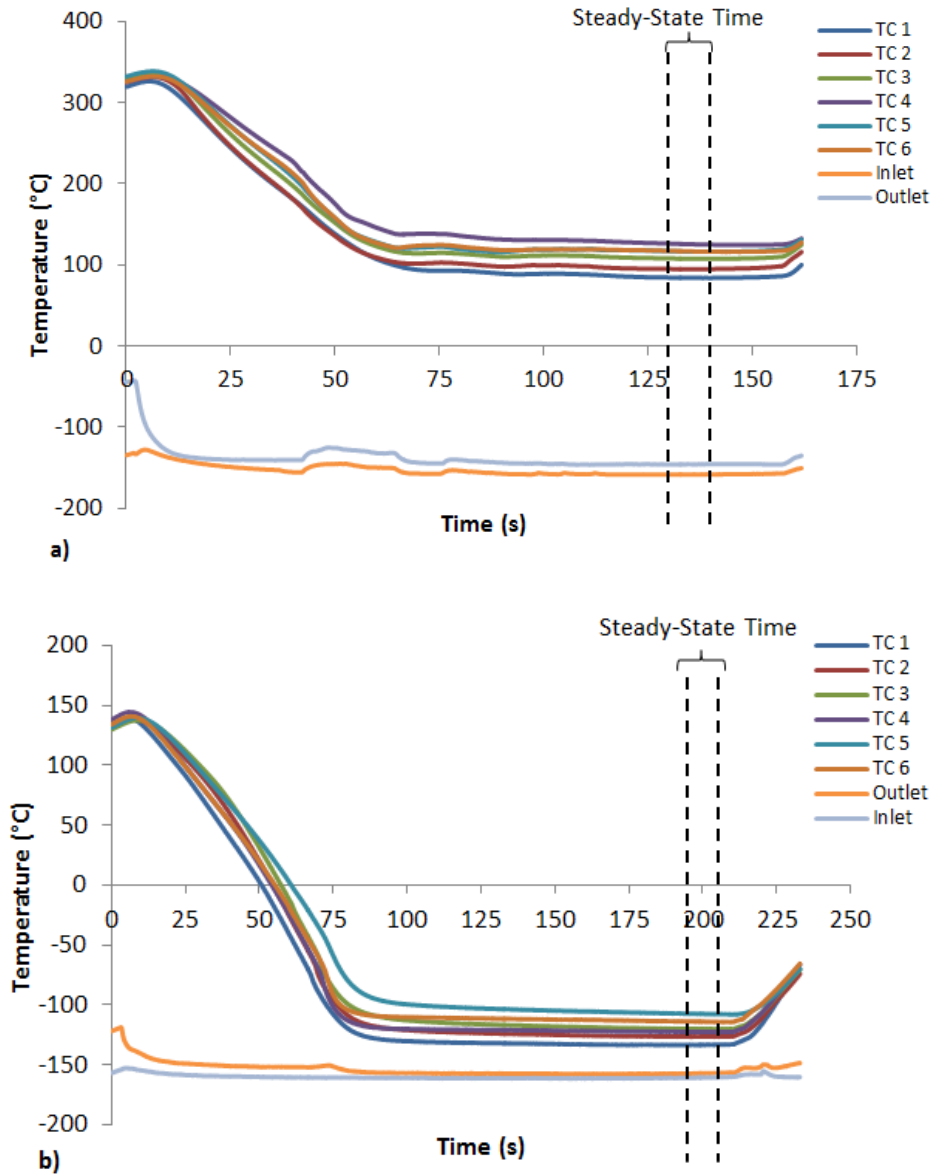 Steady-State Time
400
300
200
100
0
-100
-200
0 25 50 75 100 125 150 175
Temperature (°C)
Time (s)
TC 1
TC 2
TC 3
TC 4
TC 5
TC 6
Inlet
Outlet
a)
Steady-State Time
200
150
100
50
0
-50
-100
-150
-200
0 25 50 75 100 125 150 175 200 225 250
Temperature (°C)
Time (s)
TC 1
TC 2
TC 3
TC 4
TC 5
TC 6
Outlet
Inlet
b)